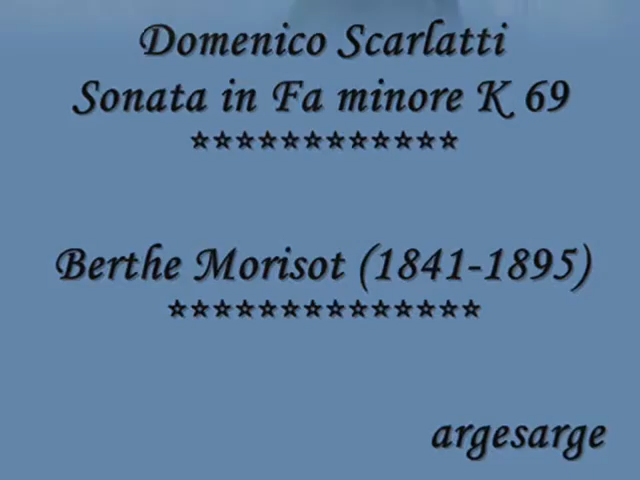 Domenico Scarlatti
Sonata in Fa minore K 69
************
Berthe Morisot (1841-1895)
**************
argesarge